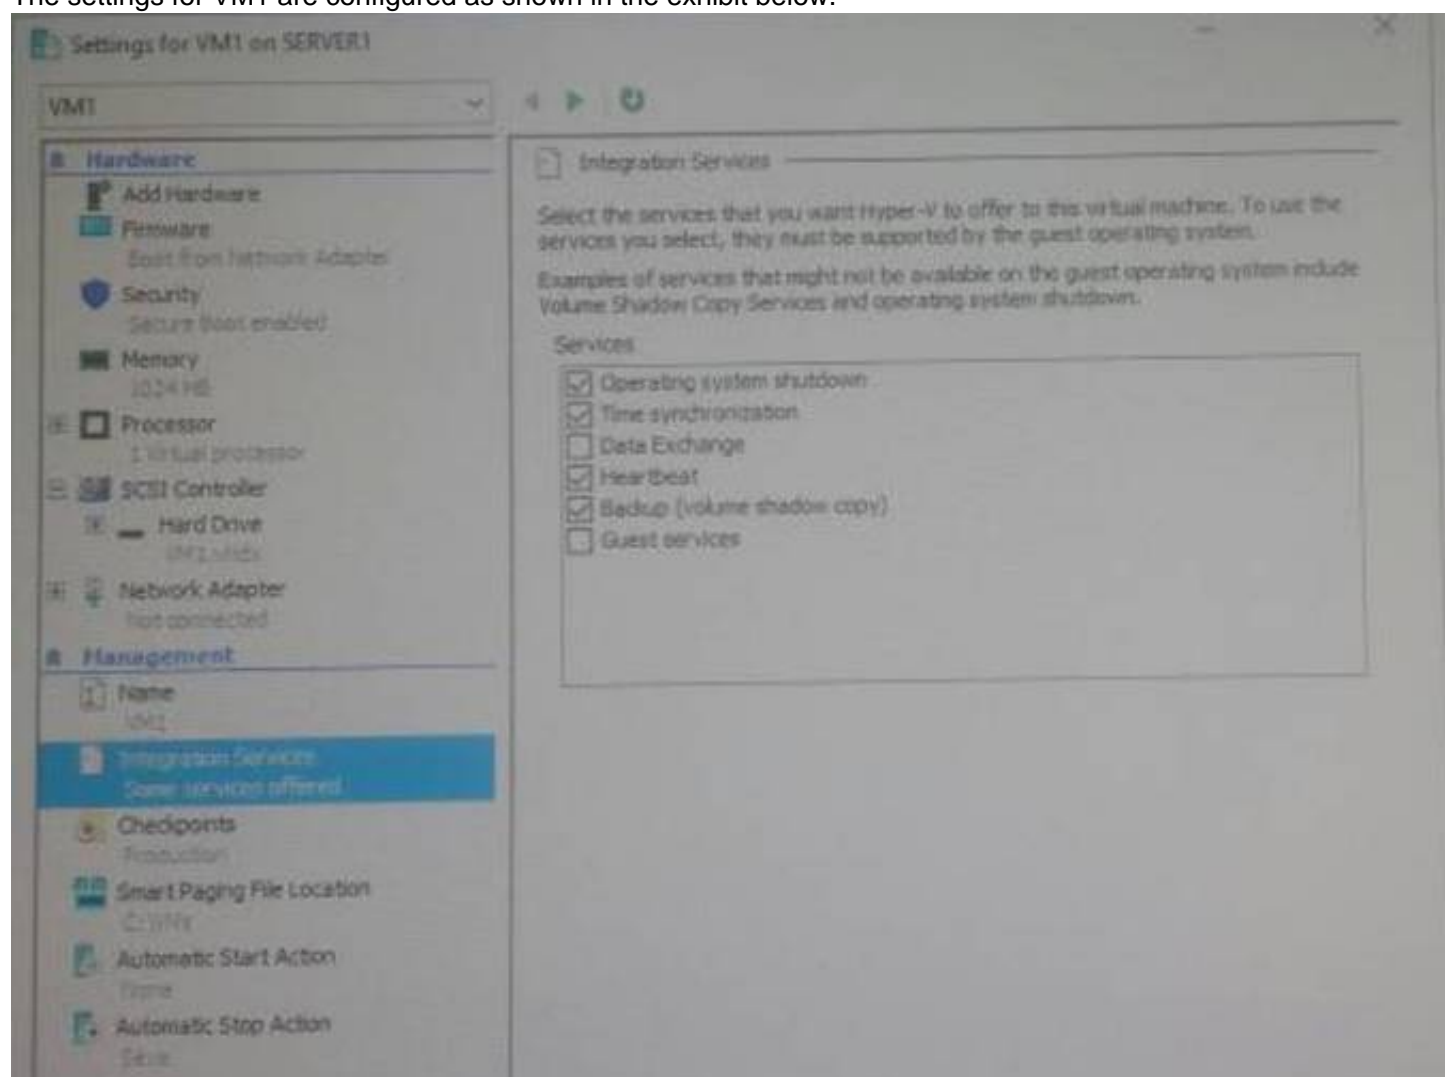 The settings for VM1 are configured as shown in the exhibit below.
Settings for VM1 on SERVER1
VM1
Hardware
Add Hardware
Firmware
Boot from Network Adapter
Security
Secure Boot enabled
Memory
1024 MB
Processor
1 Virtual processor
SCSI Controller
Hard Drive
VM1.vhdx
Network Adapter
Not connected
Management
Name
VM1
Integration Services
Some services offered
Checkpoints
Production
Smart Paging File Location
Automatic Start Action
None
Automatic Stop Action
Save
Integration Services
Select the services that you want Hyper-V to offer to this virtual machine. To use the
services you select, they must be supported by the guest operating system.
Examples of services that might not be available on the guest operating system include
Volume Shadow Copy Services and operating system shutdown.
Services
Operating system shutdown
Time synchronization
Data Exchange
Heartbeat
Backup (volume shadow copy)
Guest services